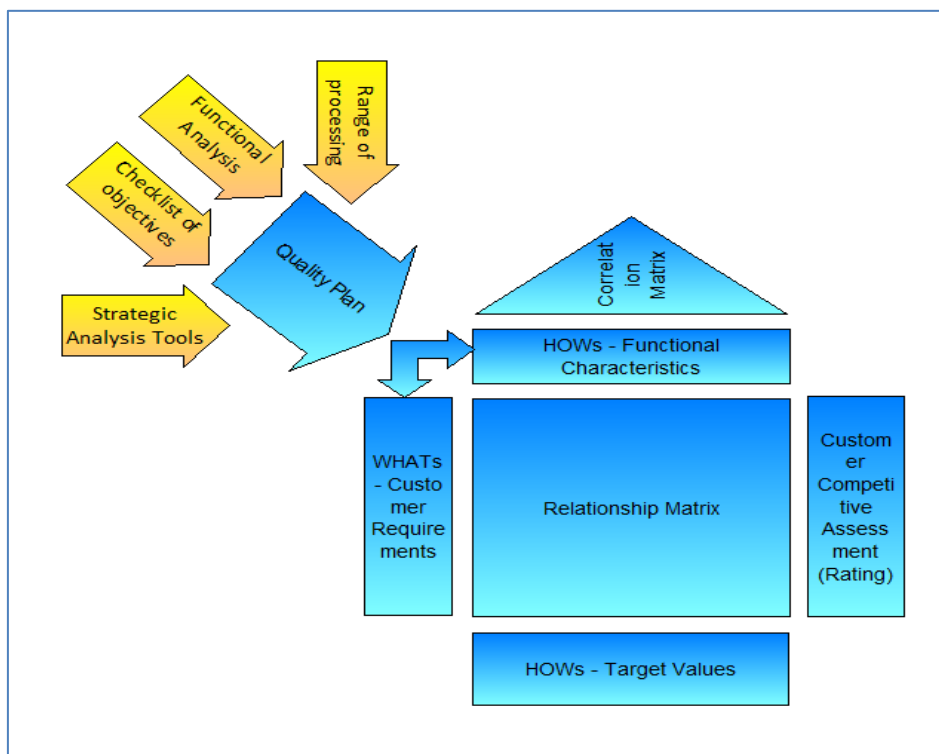 Range of
processing
Functional
Analysis
Checklist of
objectives
Strategic
Analysis Tools
Quality Plan
Correlat
ion
Matrix
HOWs - Functional
Characteristics
WHATs
- Custo
mer
Require
ments
Relationship Matrix
Custom
er
Competi
tive
Assess
ment
(Rating)
HOWs - Target Values